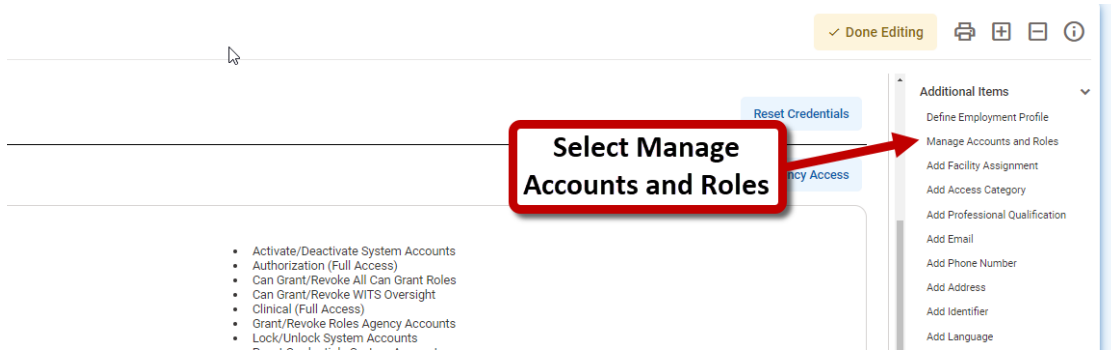 Done Editing
Additional Items
Reset Credentials
Define Employment Profile
Select Manage
Accounts and Roles
Manage Accounts and Roles
Add Facility Assignment
Access
Add Access Category
Add Professional Qualification
Add Email
Add Phone Number
Add Address
Add Identifier
Add Language
• Activate/Deactivate System Accounts
• Authorization (Full Access)
• Can Grant/Revoke All Can Grant Roles
• Can Grant/Revoke WITS Oversight
• Clinical (Full Access)
• Grant/Revoke Roles Agency Accounts
• Lock/Unlock System Accounts